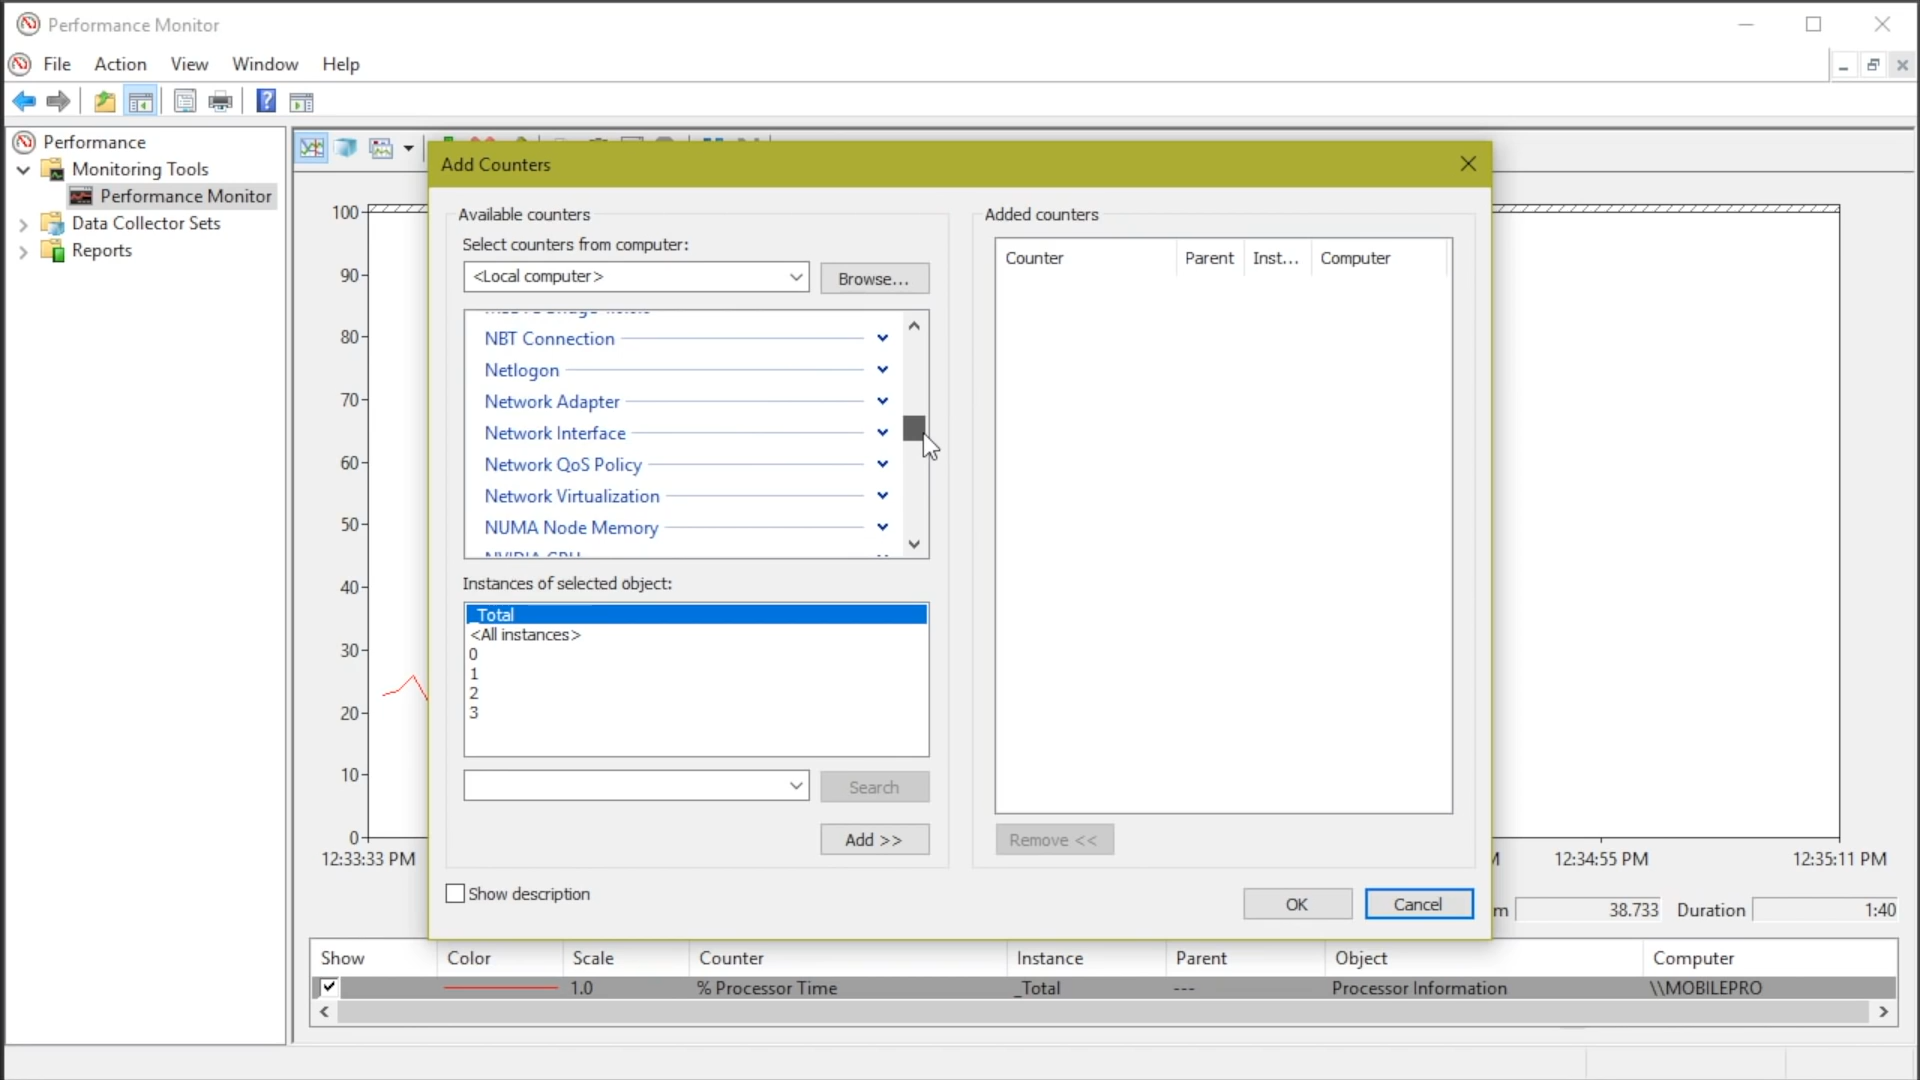 Performance Monitor
File Action View Window Help
Performance
Monitoring Tools
Performance Monitor
Data Collector Sets
Reports
100
90
80
70
60
50
40
30
20
10
0
12:33:33 PM
Add Counters
Available counters
Select counters from computer:
<Local computer>
Browse...
NBT Connection
Netlogon
Network Adapter
Network Interface
Network QoS Policy
Network Virtualization
NUMA Node Memory
Instances of selected object:
_Total
<All instances>
0
1
2
3
Search
Add >>
Show description
Added counters
Counter Parent Inst... Computer
Remove <<
OK Cancel
M 12:34:55 PM 12:35:11 PM
m 38.733 Duration 1:40
Show Color Scale Counter Instance Parent Object Computer
1.0 % Processor Time _Total --- Processor Information \\MOBILEPRO